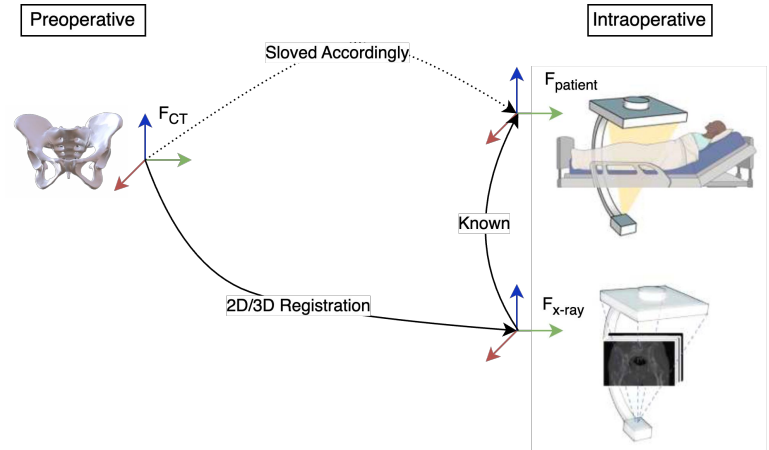 Preoperative
Intraoperative
Sloved Accordingly
F_patient
F_CT
Known
2D/3D Registration
F_x-ray